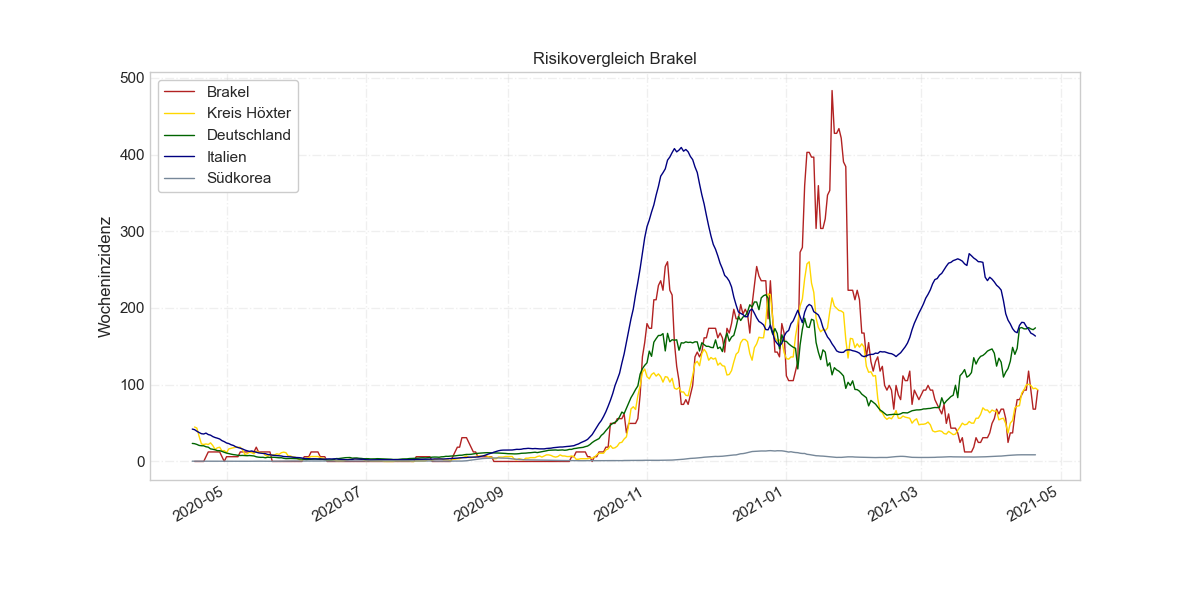 Risikovergleich Brakel
Wocheninzidenz
500
400
300
200
100
0
Brakel
Kreis Höxter
Deutschland
Italien
Südkorea
2020-05
2020-07
2020-09
2020-11
2021-01
2021-03
2021-05